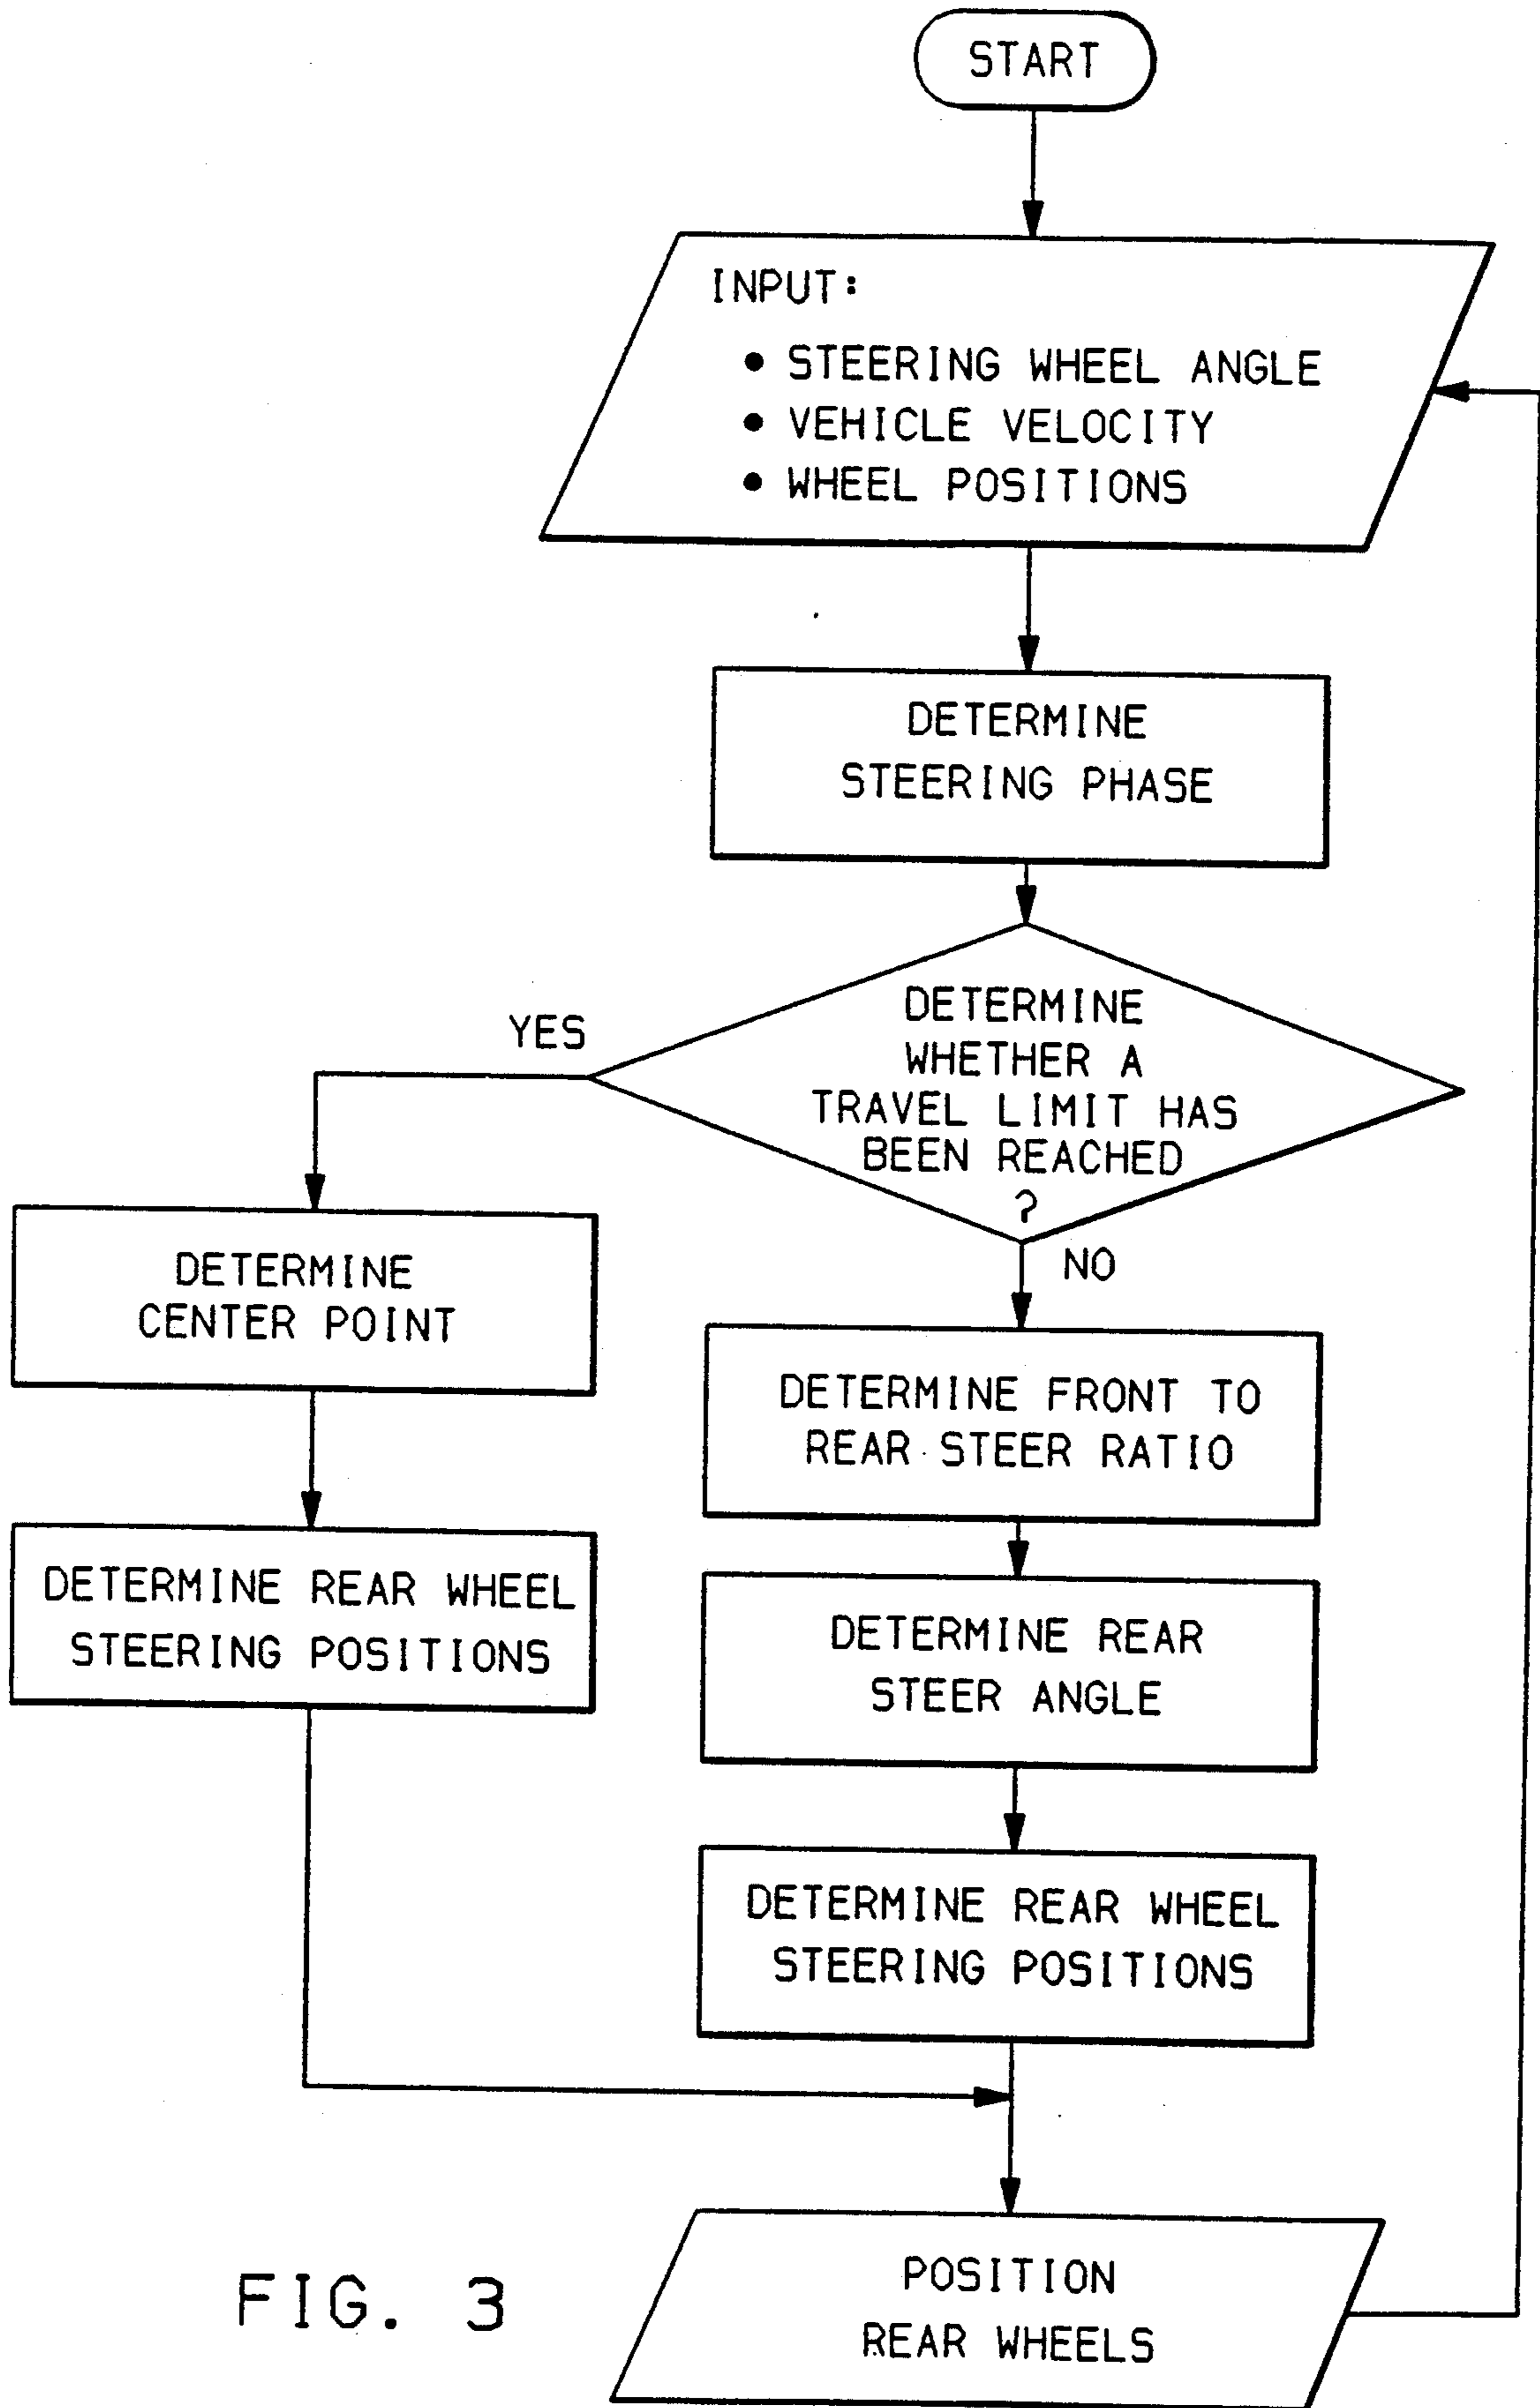 START
INPUT:
• STEERING WHEEL ANGLE
• VEHICLE VELOCITY
• WHEEL POSITIONS
DETERMINE
STEERING PHASE
DETERMINE
WHETHER A
TRAVEL LIMIT HAS
BEEN REACHED
?
YES
NO
DETERMINE
CENTER POINT
DETERMINE REAR WHEEL
STEERING POSITIONS
DETERMINE FRONT TO
REAR STEER RATIO
DETERMINE REAR
STEER ANGLE
DETERMINE REAR WHEEL
STEERING POSITIONS
POSITION
REAR WHEELS
FIG. 3